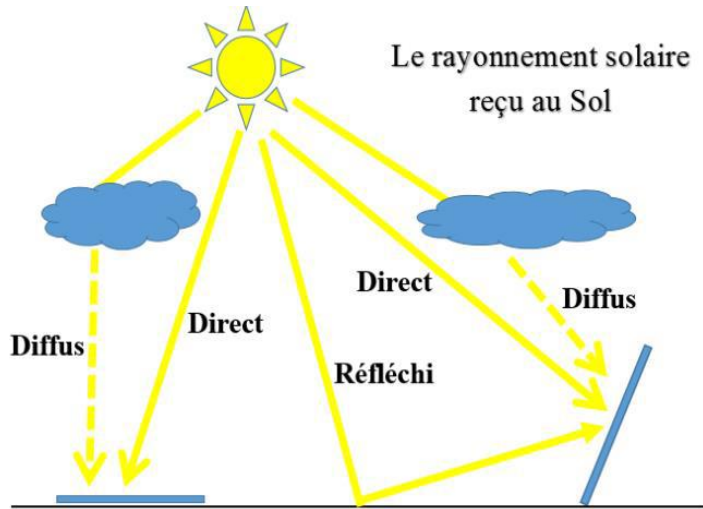 Le rayonnement solaire
reçu au Sol
Direct
Diffus
Diffus
Direct
Réfléchi